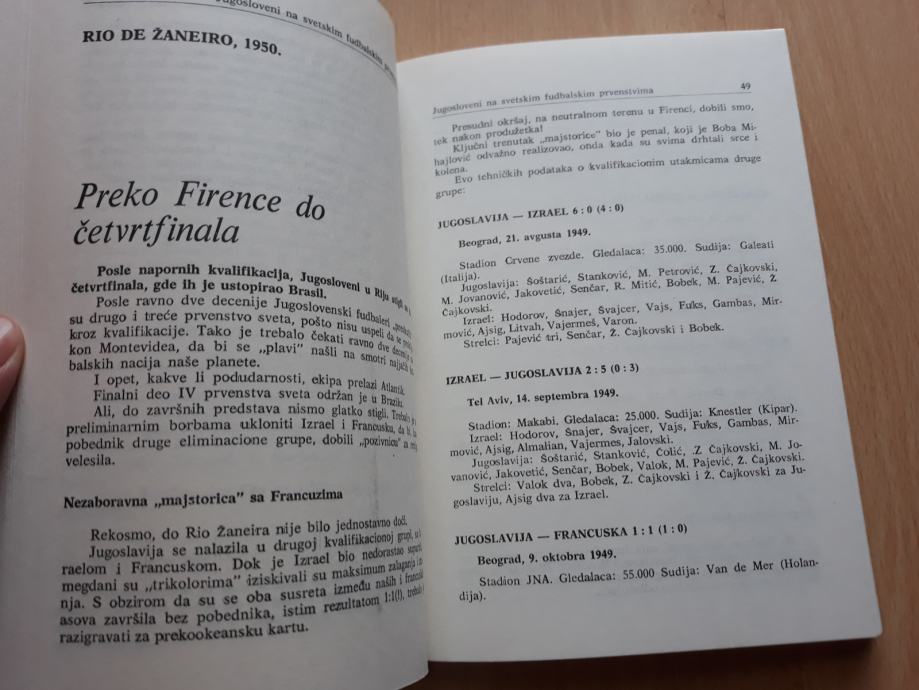 Jugosloveni na svetskim fudbalskim
RIO DE ŽANEIRO, 1950.
Preko Firence do
četvrtfinala
Posle napornih kvalifikacija, Jugosloveni u Riju
četvrtfinala, gde ih je ustopirao Brasil.
Posle ravno dve decenije Jugoslovenski fudbaleri
su drugo i treće prvenstvo sveta, pošto nisu uspeli da se
kroz kvalifikacije. Tako je trebalo čekati ravno dve decenije
kon Montevidea, da bi se „plavi” našli na smotri najjačih
balskih nacija naše planete.
I opet, kakve li podudarnosti, ekipa prelazi Atlantik.
Finalni deo IV prvenstva sveta održan je u Brazilu.
Ali, do završnih predstava nismo glatko stigli. Trebalo je
preliminarnim borbama ukloniti Izrael i Francusku, da bi,
pobednik druge eliminacione grupe, dobili „pozivnicu” za
velesila.
Nezaboravna „majstorica” sa Francuzima
Rekosmo, do Rio Žaneira nije bilo jednostavno doći.
Jugoslavija se nalazila u drugoj kvalifikacionoj grupi, sa
raelom i Francuskom. Dok je Izrael bio nedorastao
megdani su „trikolorima” iziskivali su maksimum zalaganja i
nja. S obzirom da su se oba susreta između naših i
asova završila bez pobednika, istim rezultatom 1:1(!),
razigravati za prekookeansku kartu.
Jugosloveni na svetskim fudbalskim prvenstvima 49
Presudni okršaj, na neutralnom terenu u Firenci, dobili smo,
tek nakon produžetka!
Ključni trenutak „majstorice” bio je penal, koji je Boba Mi-
hajlović odvažno realizovao, onda kada su svima drhtali srce i
kolena.
Evo tehničkih podataka o kvalifikacionim utakmicama druge
grupe:
JUGOSLAVIJA — IZRAEL 6 : 0 (4 : 0)
Beograd, 21. avgusta 1949.
Stadion Crvene zvezde. Gledalaca: 35.000. Sudija: Galeati
(Italija).
Jugoslavija: Šoštarić, Stanković, M. Petrović, Z. Čajkovski,
M. Jovanović, Jakovetić, Senčar, R. Mitić, Bobek, M. Pajević, Ž.
Čajkovski.
Izrael: Hodorov, Šnajer, Švajcer, Vajs, Fuks, Gambas, Mir-
mović, Ajsig, Litvah, Vajermeš, Varon.
Strelci: Pajević tri, Senčar, Ž. Čajkovski i Bobek.
IZRAEL — JUGOSLAVIJA 2 : 5 (0 : 3)
Tel Aviv, 14. septembra 1949.
Stadion: Makabi. Gledalaca: 25.000. Sudija: Knestler (Kipar).
Izrael: Hodorov, Šnajer, Švajcer, Vajs, Fuks, Gambas, Mir-
mović, Ajsig, Almalian, Vajermes, Jalovski.
Jugoslavija: Šoštarić, Stanković, Čolić, .Z Čajkovski, M. Jo-
vanović, Jakovetić, Senčar, Bobek, Valok, M. Pajević, Ž. Čajkovski.
Strelci: Valok dva, Bobek, Z. Čajkovski i Ž. Čajkovski za Ju-
goslaviju, Ajsig dva za Izrael.
JUGOSLAVIJA — FRANCUSKA 1 : 1 (1 : 0)
Beograd, 9. oktobra 1949.
Stadion JNA. Gledalaca: 55.000 Sudija: Van de Mer (Holan-
dija).